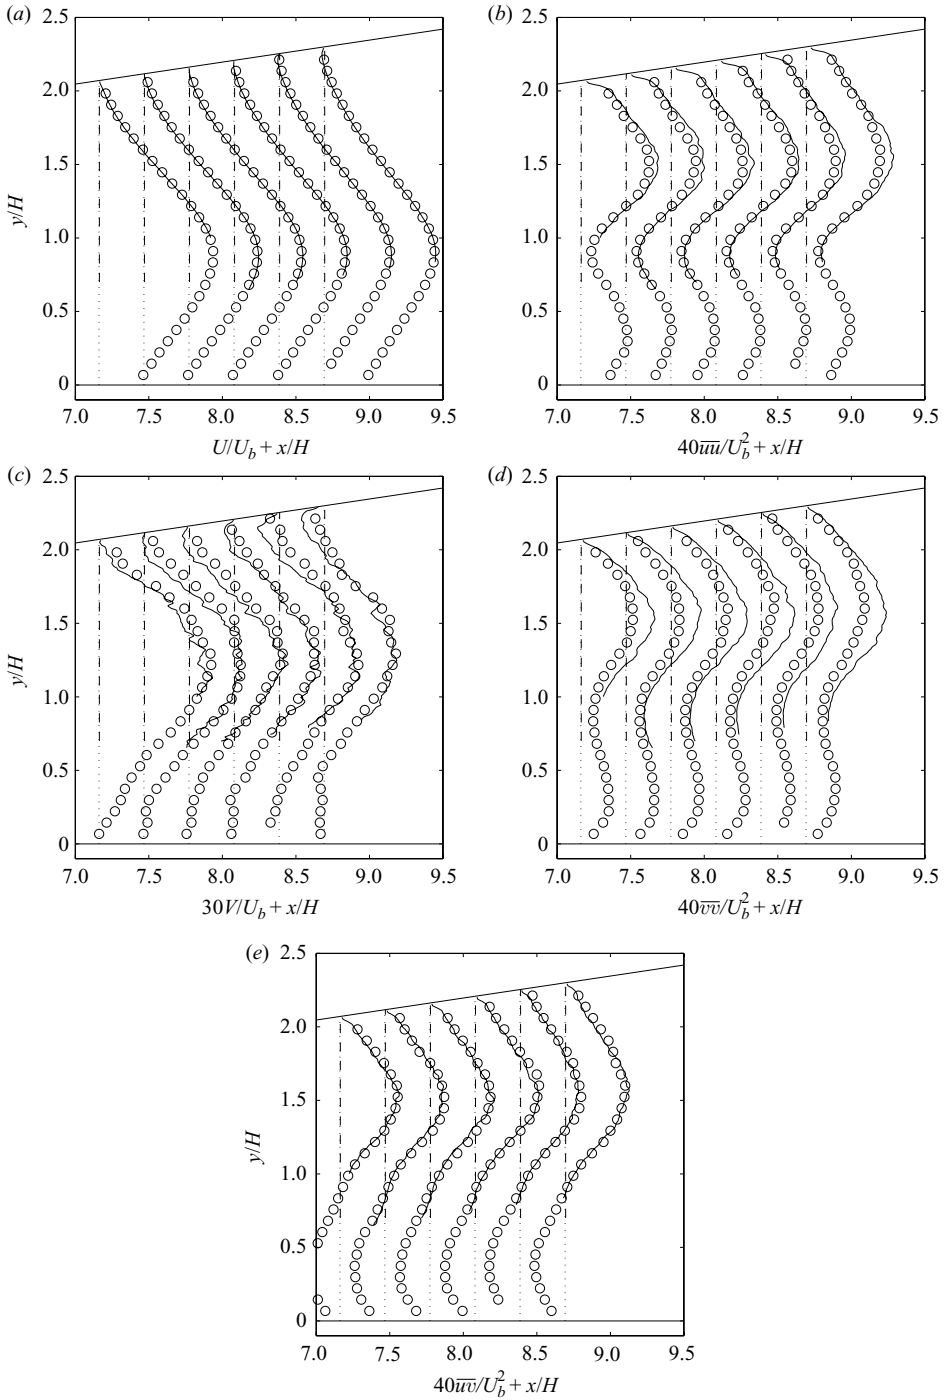 (a)
2.5
2.0
1.5
1.0
0.5
0
y/H
7.0 7.5 8.0 8.5 9.0 9.5
U/U_b + x/H
(b)
2.5
2.0
1.5
1.0
0.5
0
7.0 7.5 8.0 8.5 9.0 9.5
40\overline{uu}/U_b^2 + x/H
(c)
2.5
2.0
1.5
1.0
0.5
0
y/H
7.0 7.5 8.0 8.5 9.0 9.5
30V/U_b + x/H
(d)
2.5
2.0
1.5
1.0
0.5
0
7.0 7.5 8.0 8.5 9.0 9.5
40\overline{vv}/U_b^2 + x/H
(e)
2.5
2.0
1.5
1.0
0.5
0
y/H
7.0 7.5 8.0 8.5 9.0 9.5
40\overline{uv}/U_b^2 + x/H